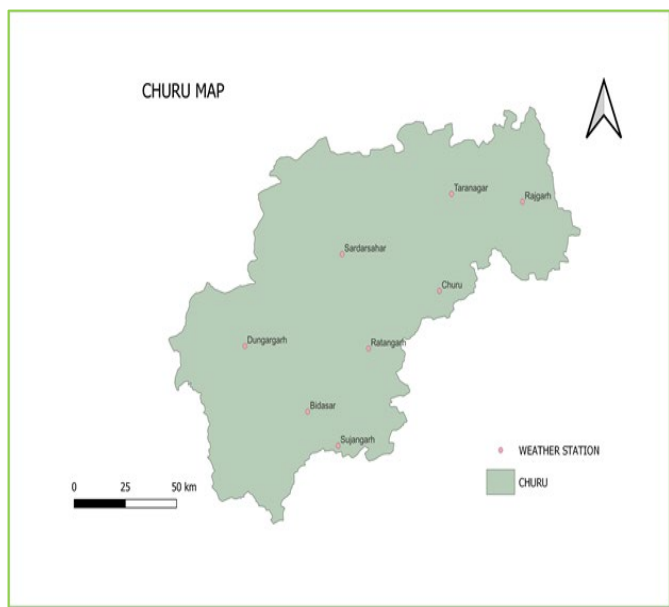 CHURU MAP
Taranagar
Rajgarh
Sardarsahar
Churu
Dungargarh
Ratangarh
Bidasar
Sujangarh
WEATHER STATION
CHURU
0 25 50 km